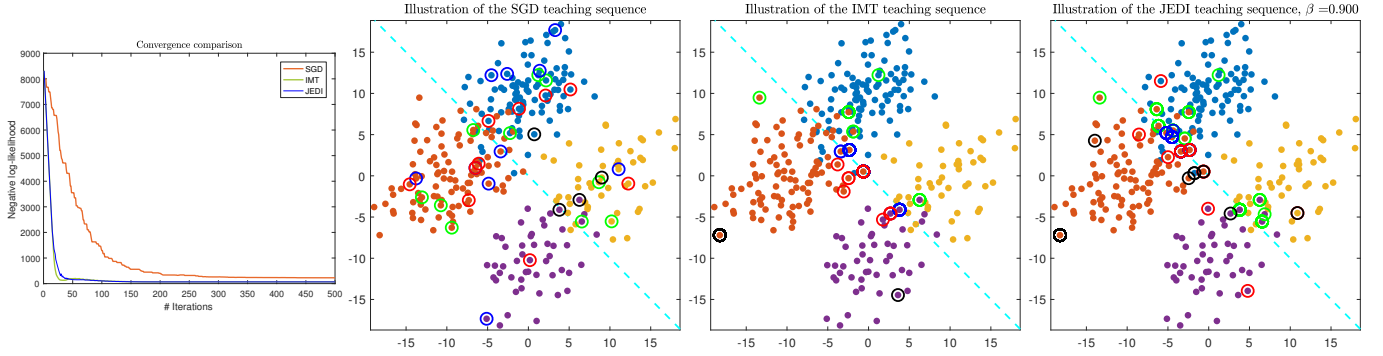 Convergence comparison
Negative log-likelihood
9000
8000
7000
6000
5000
4000
3000
2000
1000
0
0 50 100 150 200 250 300 350 400 450 500
# Iterations
SGD
IMT
JEDI
Illustration of the SGD teaching sequence
15
10
5
0
-5
-10
-15
-15 -10 -5 0 5 10 15
Illustration of the IMT teaching sequence
15
10
5
0
-5
-10
-15
-15 -10 -5 0 5 10 15
Illustration of the JEDI teaching sequence, β =0.900
15
10
5
0
-5
-10
-15
-15 -10 -5 0 5 10 15